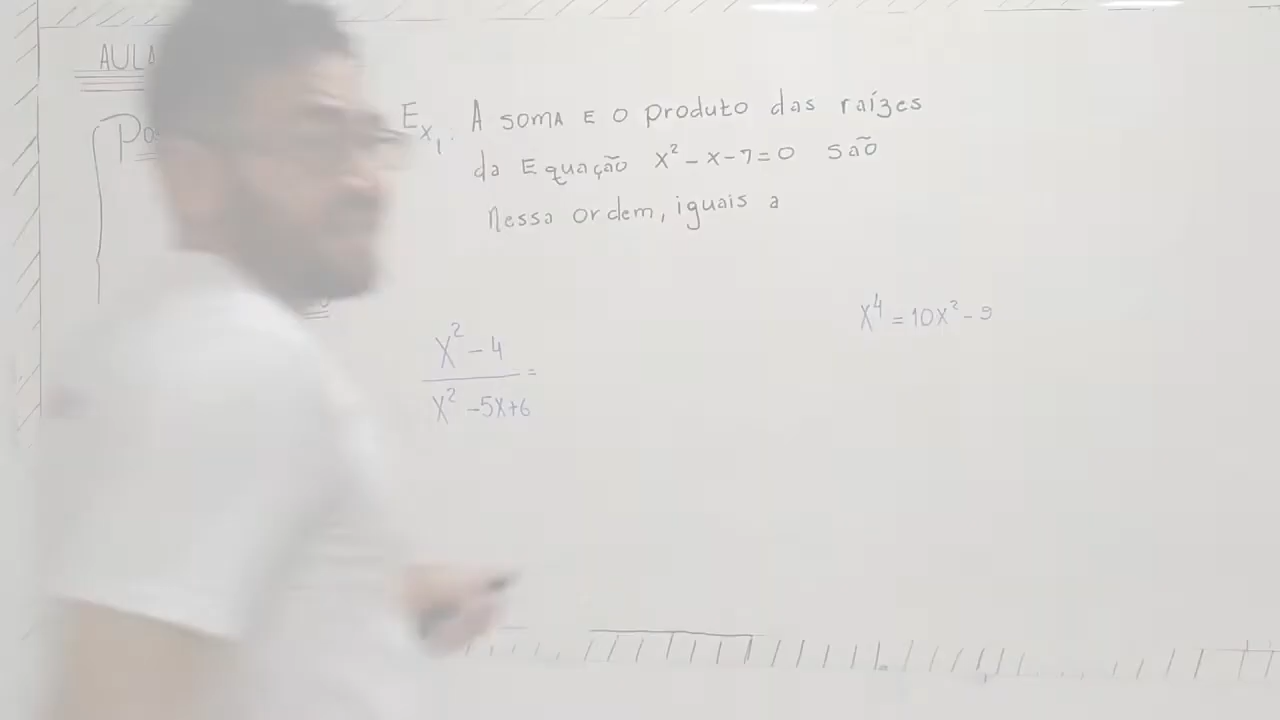 Ex1. A soma e o produto das raízes
da Equação x² - x - 7 = 0 são
Nessa ordem, iguais a
x⁴ = 10x² - 9
x² - 4
x² - 5x + 6
=